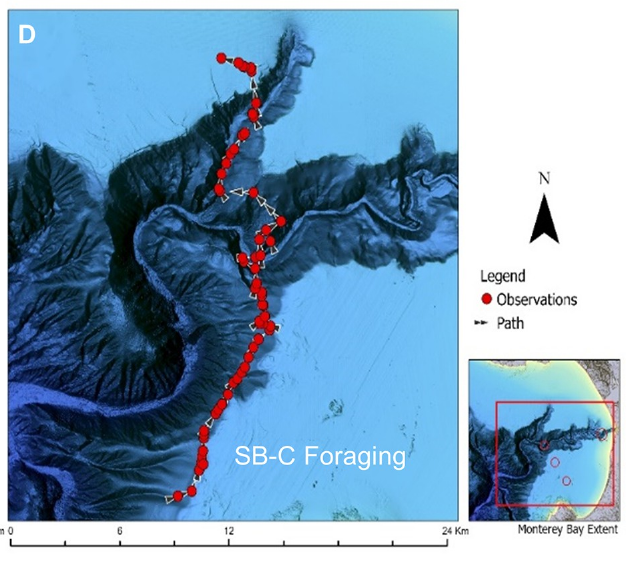 D
SB-C Foraging
N
Legend
Observations
Path
m 0 6 12 24 Km
Monterey Bay Extent